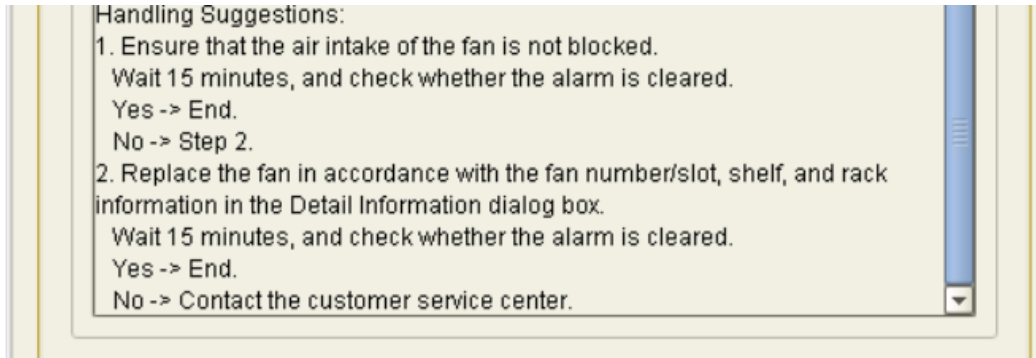 Handling Suggestions:
1. Ensure that the air intake of the fan is not blocked.
Wait 15 minutes, and check whether the alarm is cleared.
Yes -> End.
No -> Step 2.
2. Replace the fan in accordance with the fan number/slot, shelf, and rack
information in the Detail Information dialog box.
Wait 15 minutes, and check whether the alarm is cleared.
Yes -> End.
No -> Contact the customer service center.